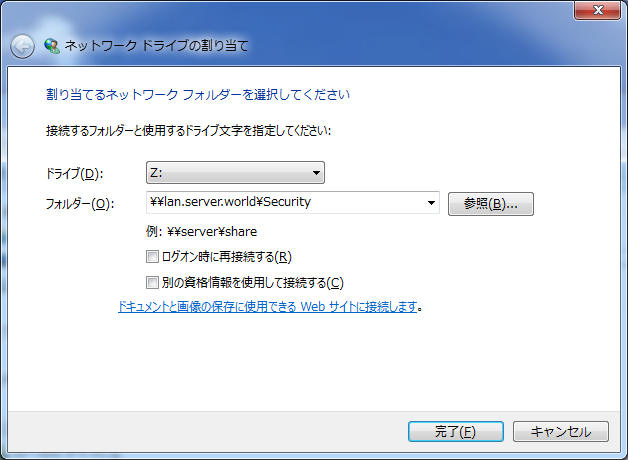 ネットワーク ドライブの割り当て
割り当てるネットワーク フォルダーを選択してください
接続するフォルダーと使用するドライブ文字を指定してください:
ドライブ(D): Z:
フォルダー(O): ¥¥lan.server.world¥Security 参照(B)...
例: ¥¥server¥share
ログオン時に再接続する(R)
別の資格情報を使用して接続する(C)
ドキュメントと画像の保存に使用できる Web サイトに接続します。
完了(F) キャンセル